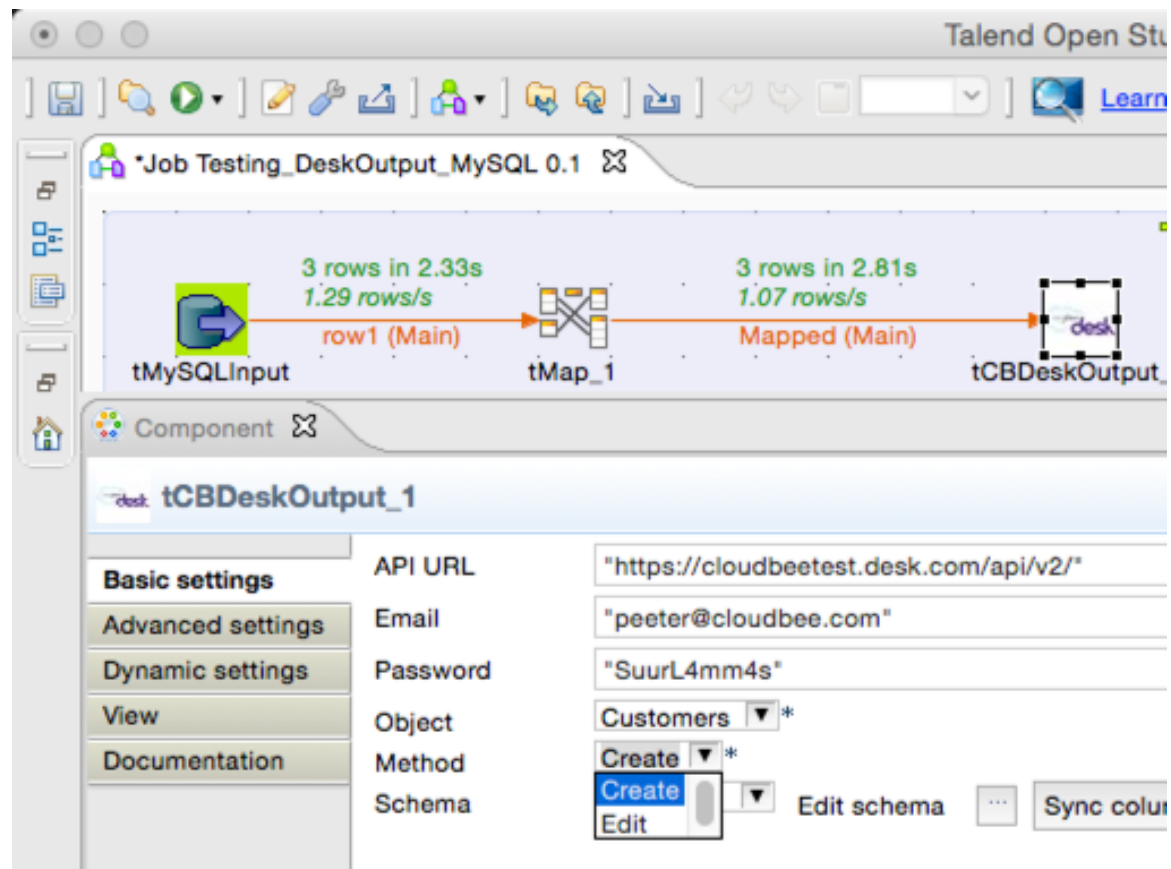 Talend Open Stu
Learn
*Job Testing_DeskOutput_MySQL 0.1
3 rows in 2.33s
1.29 rows/s
row1 (Main)
3 rows in 2.81s
1.07 rows/s
Mapped (Main)
desk
tMySQLInput
tMap_1
tCBDeskOutput_
Component
desk tCBDeskOutput_1
Basic settings
Advanced settings
Dynamic settings
View
Documentation
API URL "https://cloudbeetest.desk.com/api/v2/"
Email "peeter@cloudbee.com"
Password "SuurL4mm4s"
Object Customers *
Method Create *
Create
Edit
Schema Edit schema ... Sync colum